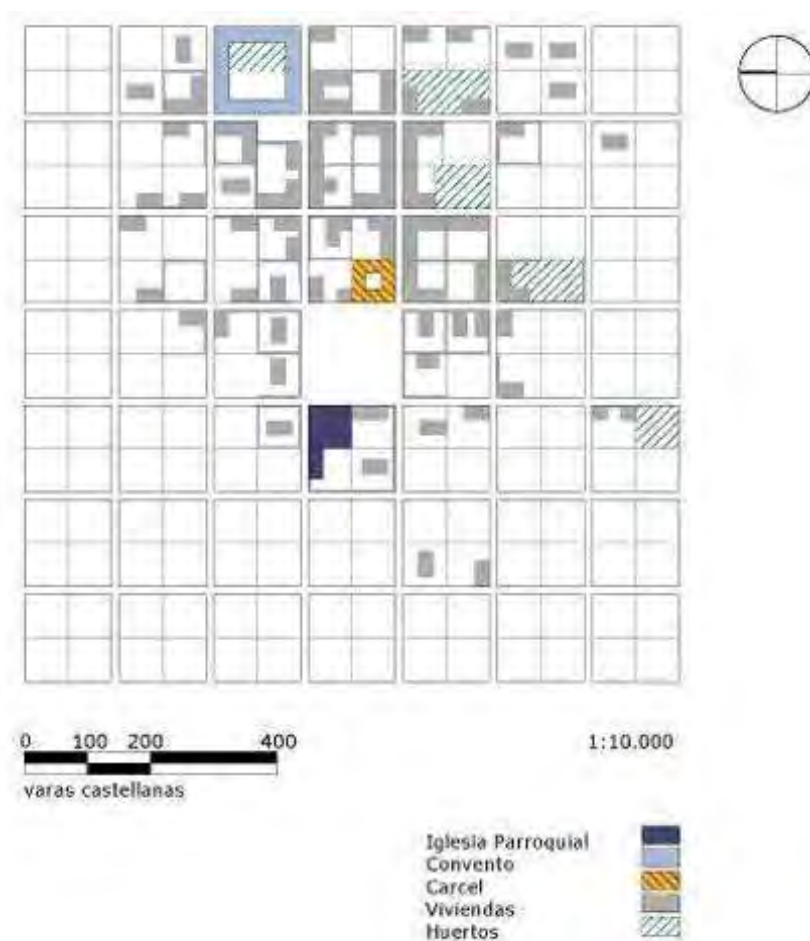 0 100 200 400
1:10.000
varas castellanas
Iglesia Parroquial
Convento
Carcel
Viviendas
Huertos